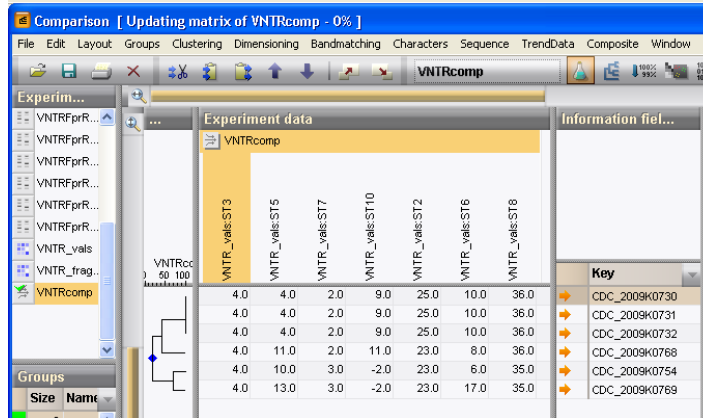 Comparison [ Updating matrix of VNTRcomp - 0% ]
File Edit Layout Groups Clustering Dimensioning Bandmatching Characters Sequence TrendData Composite Window
VNTRcomp
Experim...
VNTRFprR...
VNTRFprR...
VNTRFprR...
VNTRFprR...
VNTRFprR...
VNTRFprR...
VNTR_vals
VNTR_frag...
VNTRcomp
Groups
Size Name
...
VNTRcc
50 100
Experiment data
VNTRcomp
VNTR_vals:ST3
VNTR_vals:ST5
VNTR_vals:ST7
VNTR_vals:ST10
VNTR_vals:ST2
VNTR_vals:ST6
VNTR_vals:ST8
4.0 4.0 2.0 9.0 25.0 10.0 36.0
4.0 4.0 2.0 9.0 25.0 10.0 36.0
4.0 4.0 2.0 9.0 25.0 10.0 36.0
4.0 11.0 2.0 11.0 23.0 8.0 36.0
4.0 10.0 3.0 -2.0 23.0 6.0 35.0
4.0 13.0 3.0 -2.0 23.0 17.0 35.0
Information fiel...
Key
CDC_2009K0730
CDC_2009K0731
CDC_2009K0732
CDC_2009K0768
CDC_2009K0754
CDC_2009K0769